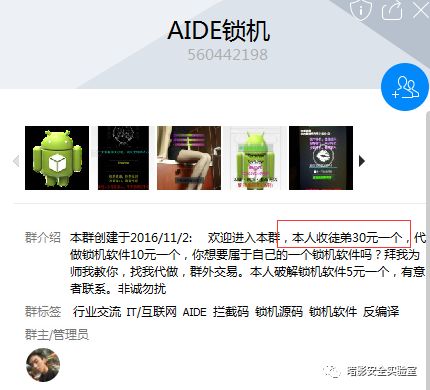 AIDE锁机
560442198
群介绍 本群创建于2016/11/2: 欢迎进入本群，本人收徒弟30元一个，代
做锁机软件10元一个，你想要属于自己的一个锁机软件吗？拜我为
师我教你，找我代做，群外交易。本人破解锁机软件5元一个，有意
者联系。非诚勿扰
群标签 行业交流 IT/互联网 AIDE 拦截码 锁机源码 锁机软件 反编译
群主/管理员
暗影安全实验室